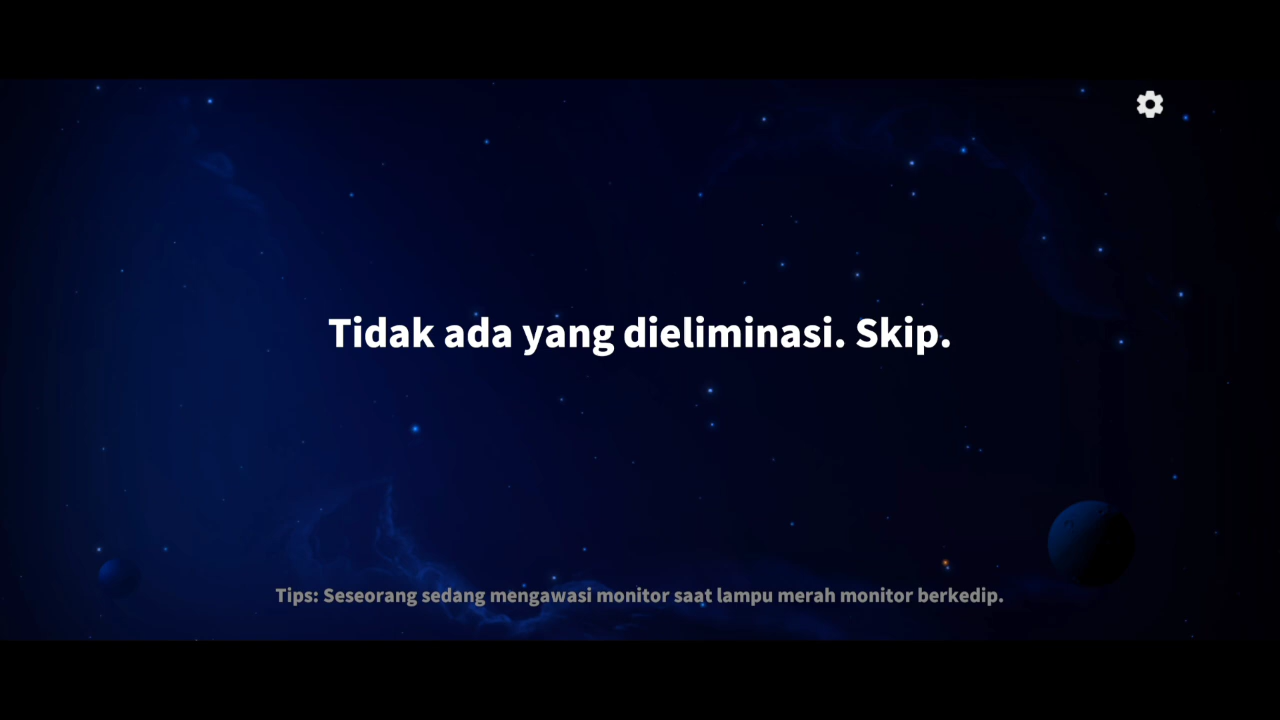 Tidak ada yang dieliminasi. Skip.
Tips: Seseorang sedang mengawasi monitor saat lampu merah monitor berkedip.